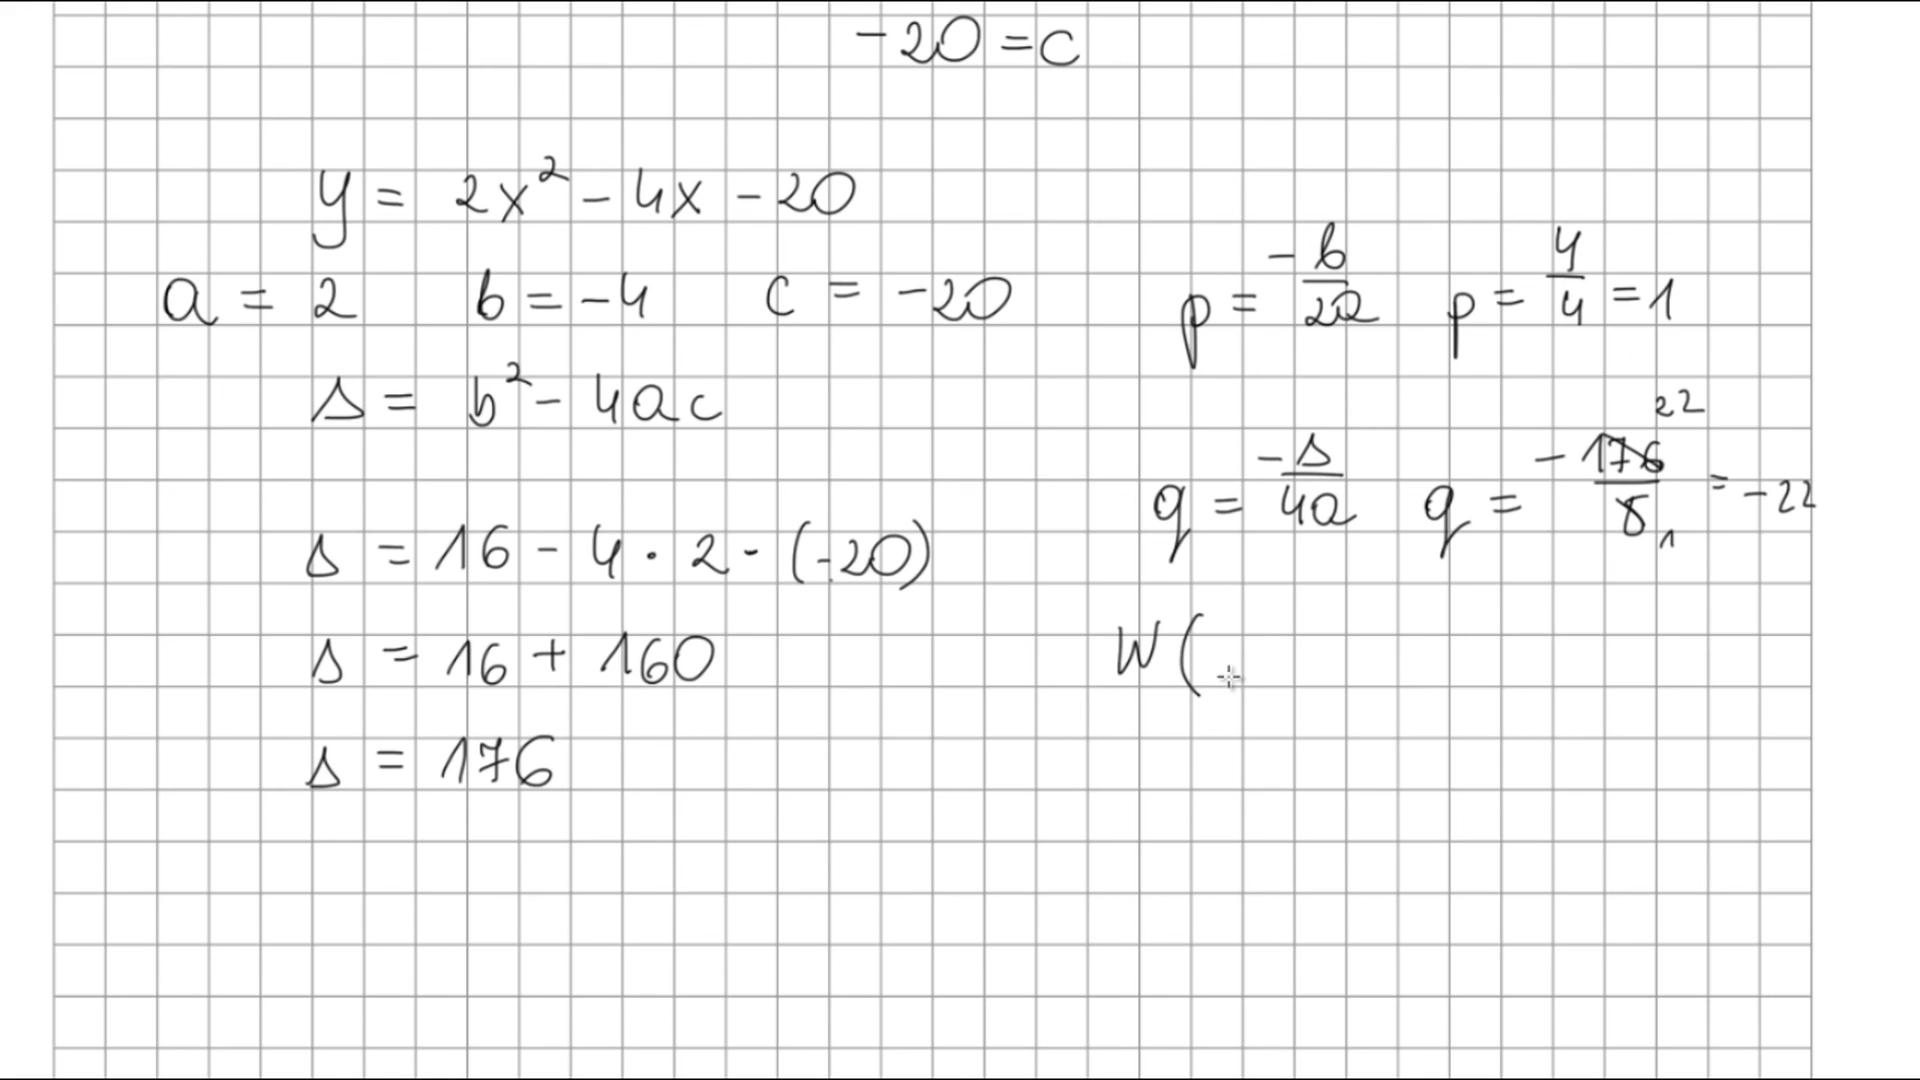 -20 = c
y = 2x² - 4x - 20
a = 2 b = -4 c = -20
Δ = b² - 4ac
Δ = 16 - 4 · 2 · (-20)
Δ = 16 + 160
Δ = 176
p = -b/2a p = 4/4 = 1
q = -Δ/4a q = -176/8 = -22
22
1
W (